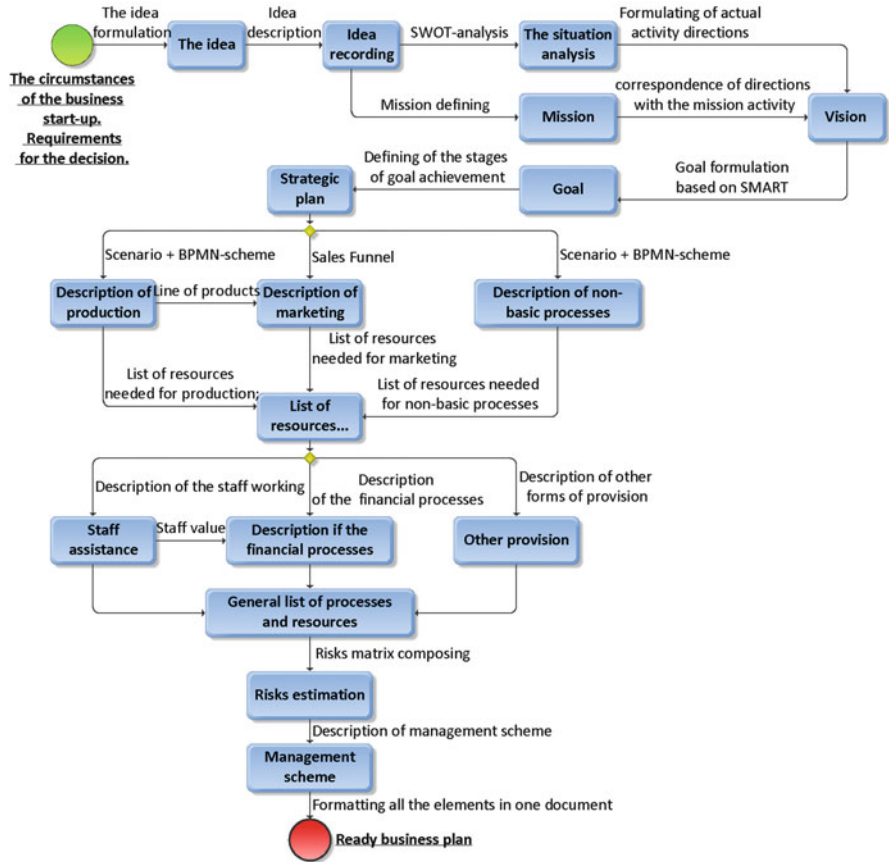 The idea
formulation
The idea
Idea
description
Idea
recording
SWOT-analysis
The situation
analysis
Formulating of actual
activity directions
The circumstances
of the business
start-up.
Requirements
for the decision.
Mission defining
Mission
correspondence of directions
with the mission activity
Vision
Goal formulation
based on SMART
Goal
Defining of the stages
of goal achievement
Strategic
plan
Scenario + BPMN-scheme
Sales Funnel
Scenario + BPMN-scheme
Description of
production
Line of products
Description of
marketing
Description of non-
basic processes
List of resources
needed for marketing
List of resources
needed for production;
List of resources needed
for non-basic processes
List of
resources...
Description of the staff working
Description
of the financial processes
Description of other
forms of provision
Staff
assistance
Staff value
Description if the
financial processes
Other provision
General list of processes
and resources
Risks matrix composing
Risks estimation
Description of management scheme
Management
scheme
Formatting all the elements in one document
Ready business plan